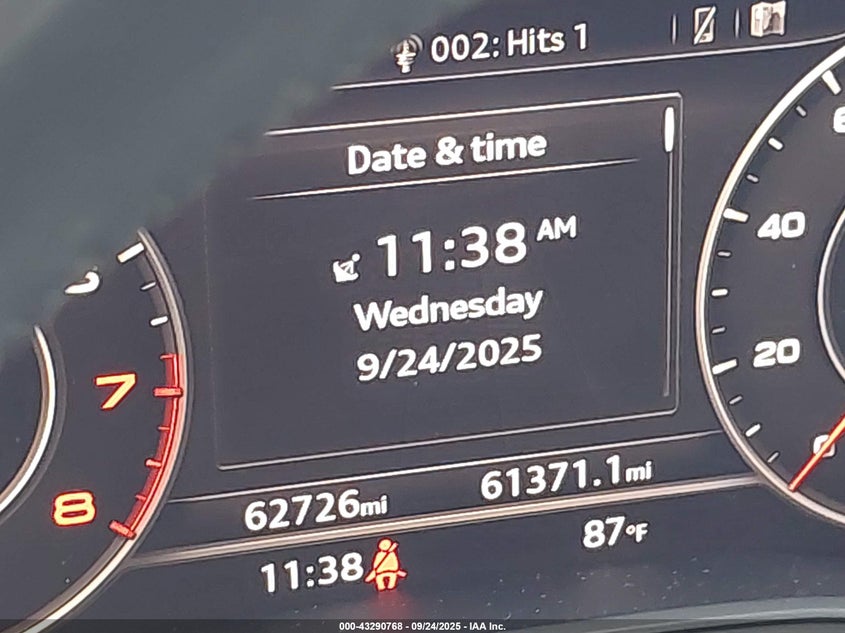 002: Hits 1
Date & time
11:38 AM
Wednesday
9/24/2025
40
20
0
7
8
62726mi
61371.1mi
11:38
87°F
000-43290768 - 09/24/2025 - IAA Inc.